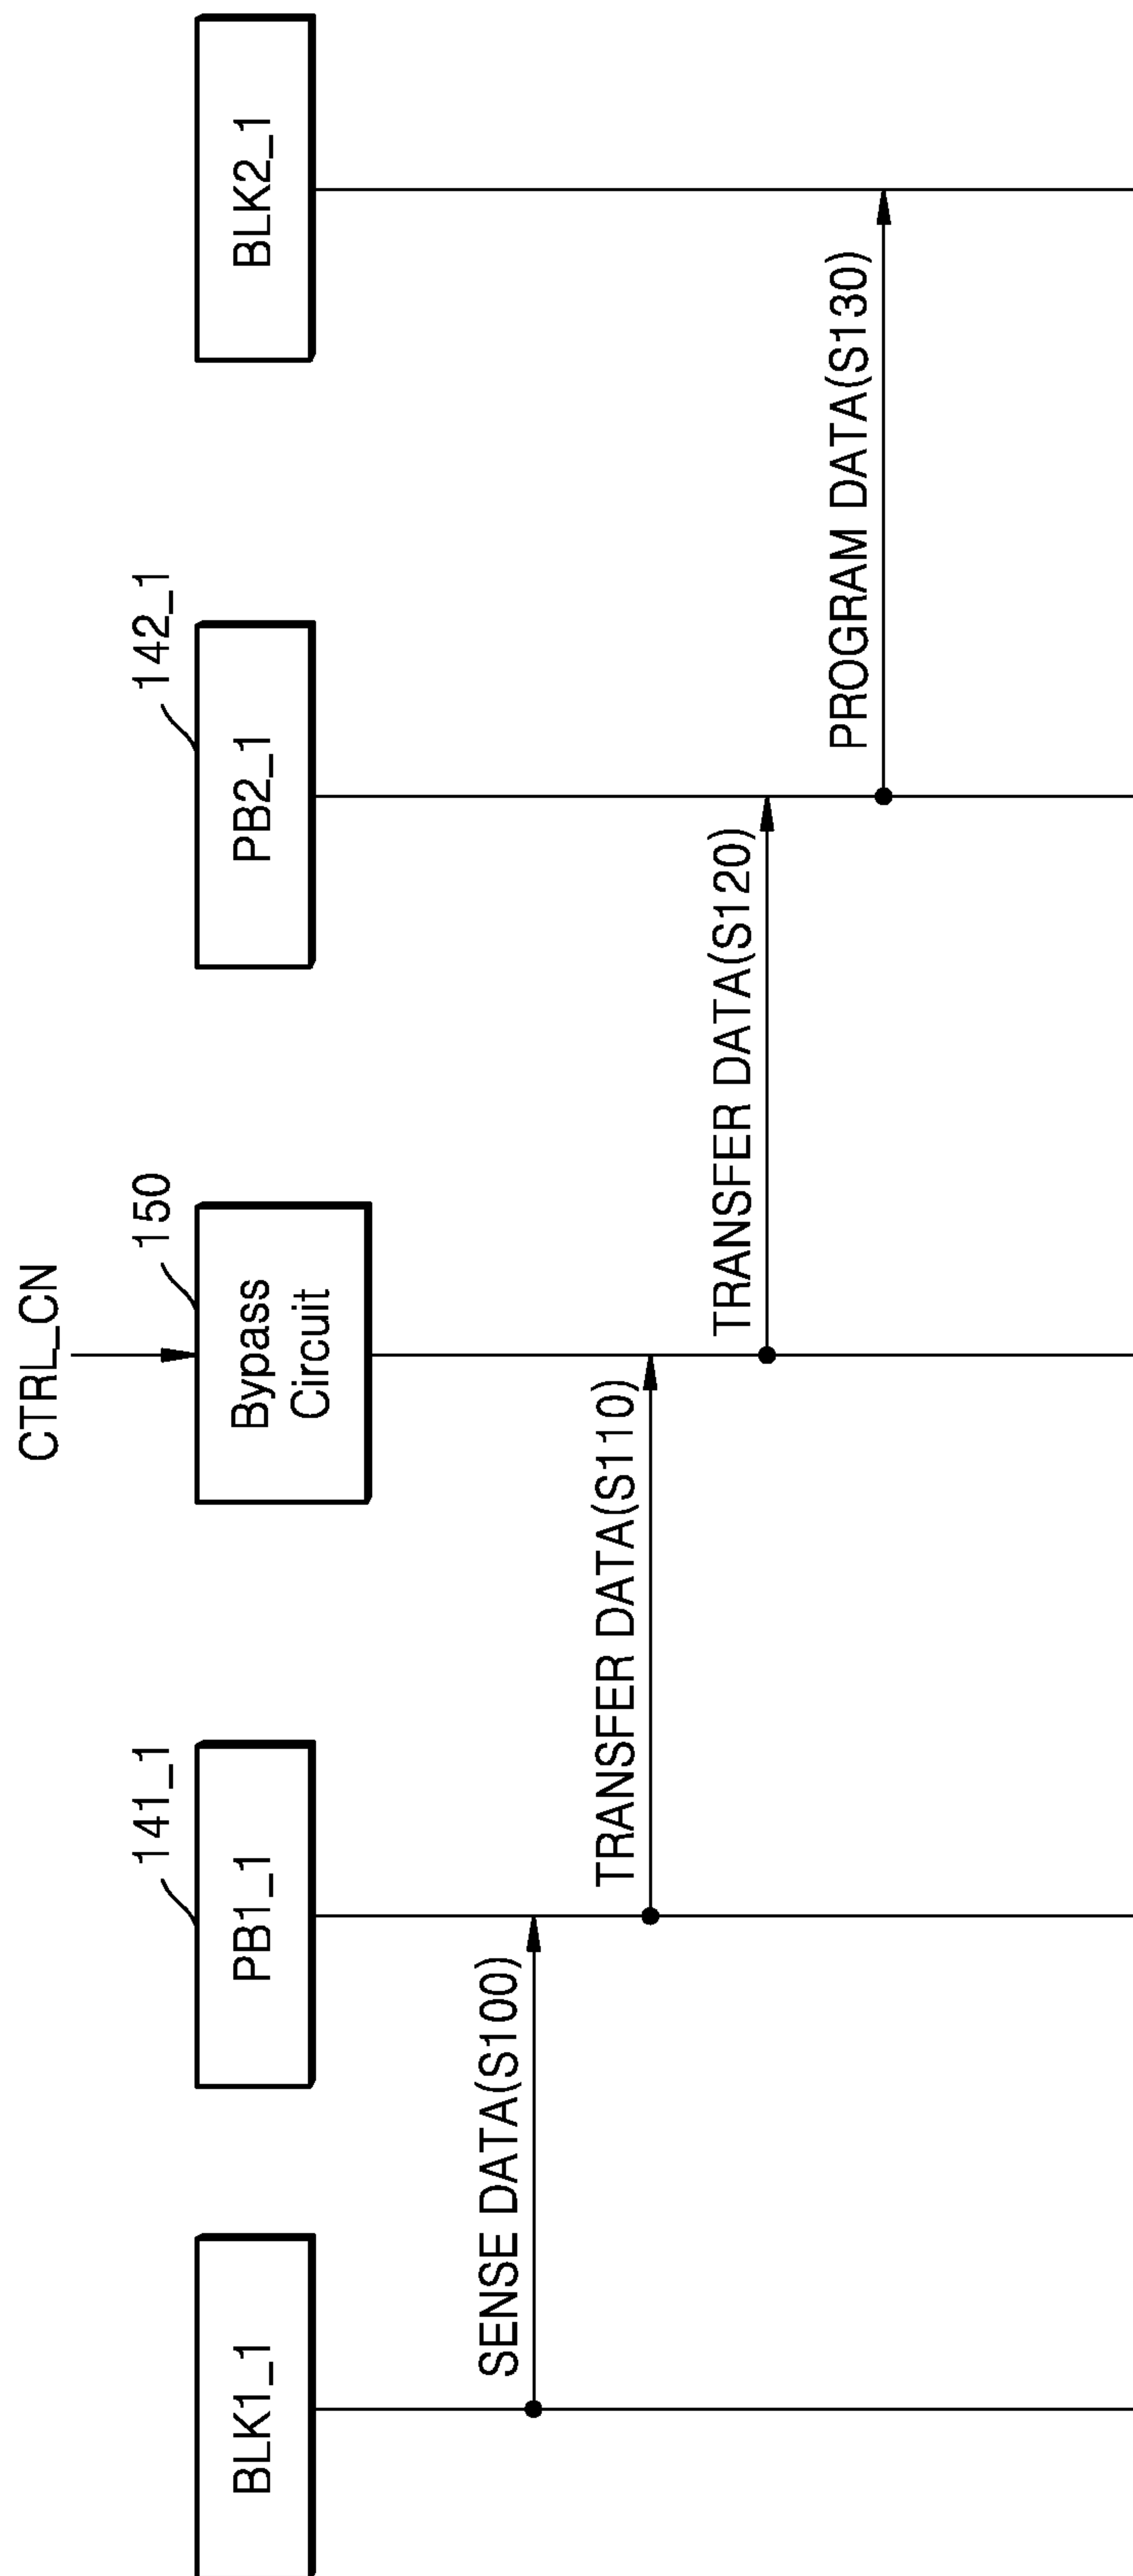 CTRL_CN
141_1
150
142_1
BLK1_1
PB1_1
Bypass
Circuit
PB2_1
BLK2_1
SENSE DATA(S100)
TRANSFER DATA(S110)
TRANSFER DATA(S120)
PROGRAM DATA(S130)